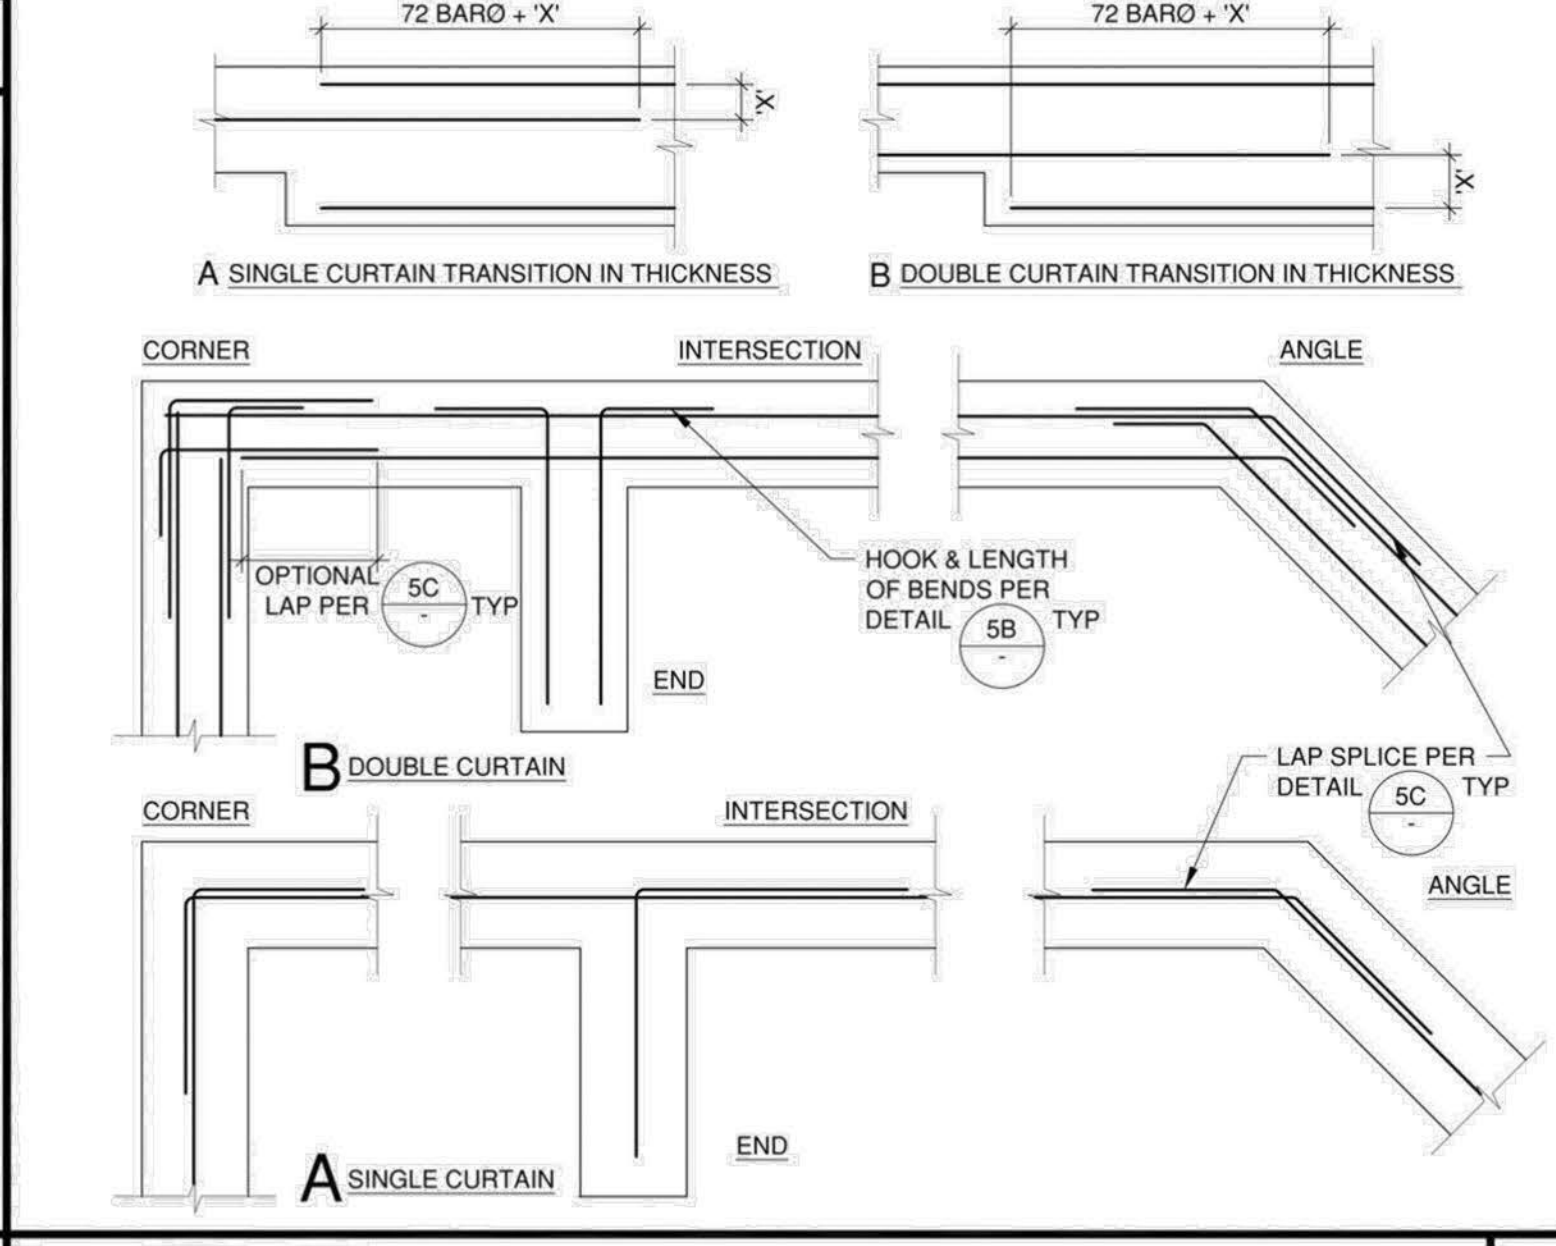 72 BARØ + 'X'
72 BARØ + 'X'
'X'
'X'
A SINGLE CURTAIN TRANSITION IN THICKNESS
B DOUBLE CURTAIN TRANSITION IN THICKNESS
CORNER
INTERSECTION
ANGLE
OPTIONAL
LAP PER
5C
-
TYP
HOOK & LENGTH
OF BENDS PER
DETAIL
5B
-
TYP
END
B DOUBLE CURTAIN
LAP SPLICE PER
DETAIL
5C
-
TYP
CORNER
INTERSECTION
ANGLE
END
A SINGLE CURTAIN